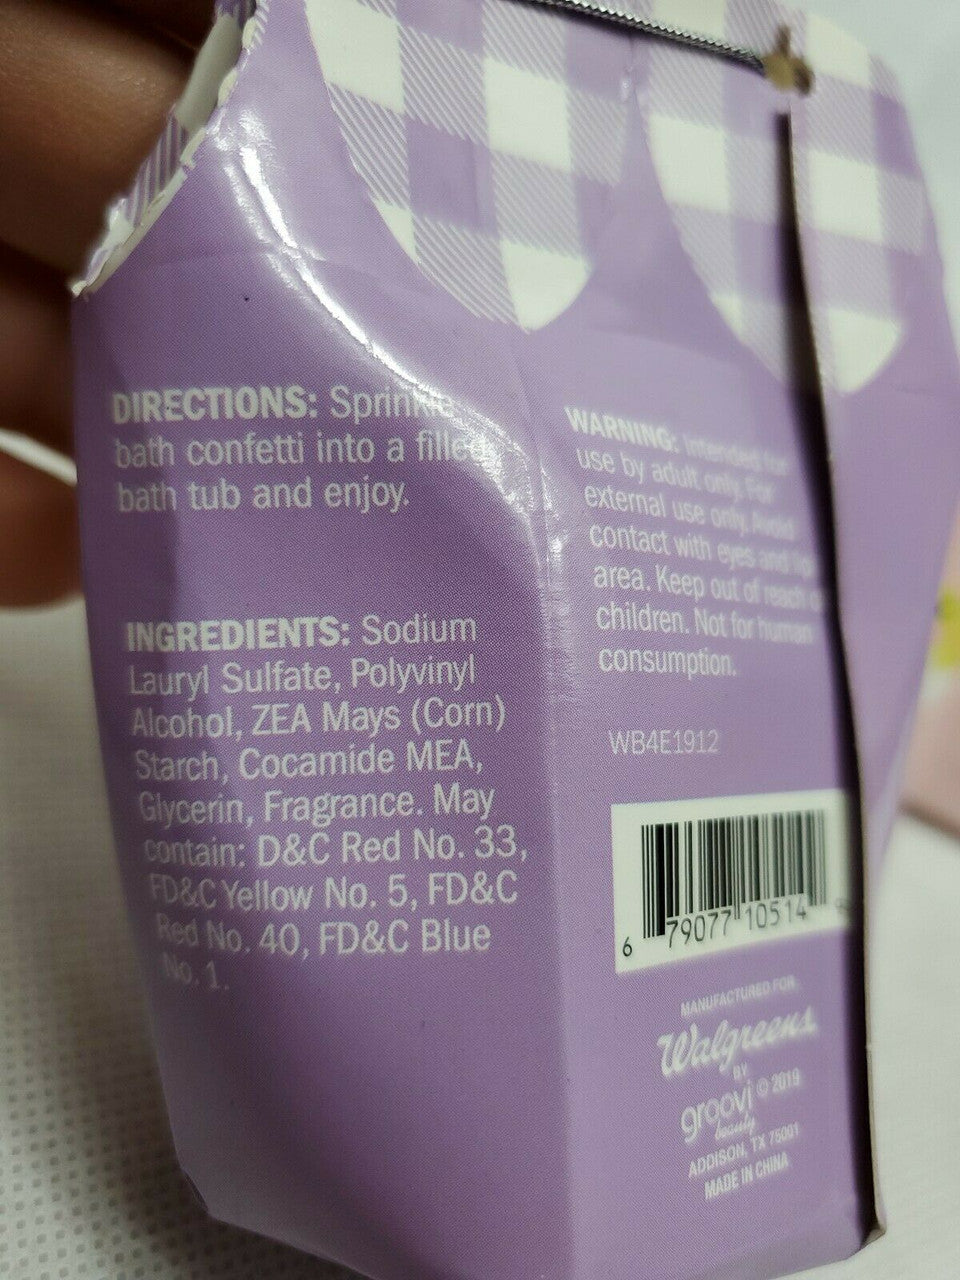 DIRECTIONS: Sprinkle
bath confetti into a filled
bath tub and enjoy.
INGREDIENTS: Sodium
Lauryl Sulfate, Polyvinyl
Alcohol, ZEA Mays (Corn)
Starch, Cocamide MEA,
Glycerin, Fragrance. May
contain: D&C Red No. 33,
FD&C Yellow No. 5, FD&C
Red No. 40, FD&C Blue
No. 1.
WARNING: Intended for
use by adult only. For
external use only. Avoid
contact with eyes and lip
area. Keep out of reach
children. Not for human
consumption.
WB4E1912
6 79077 10514
MANUFACTURED FOR
Walgreens
BY
groovi © 2019
beauty
ADDISON, TX 75001
MADE IN CHINA